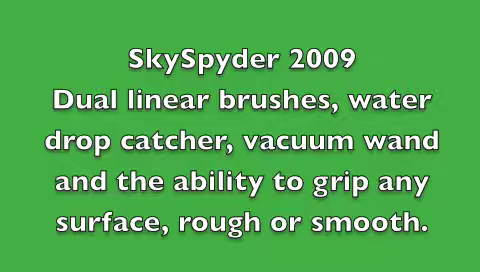 SkySpyder 2009
Dual linear brushes, water
drop catcher, vacuum wand
and the ability to grip any
surface, rough or smooth.